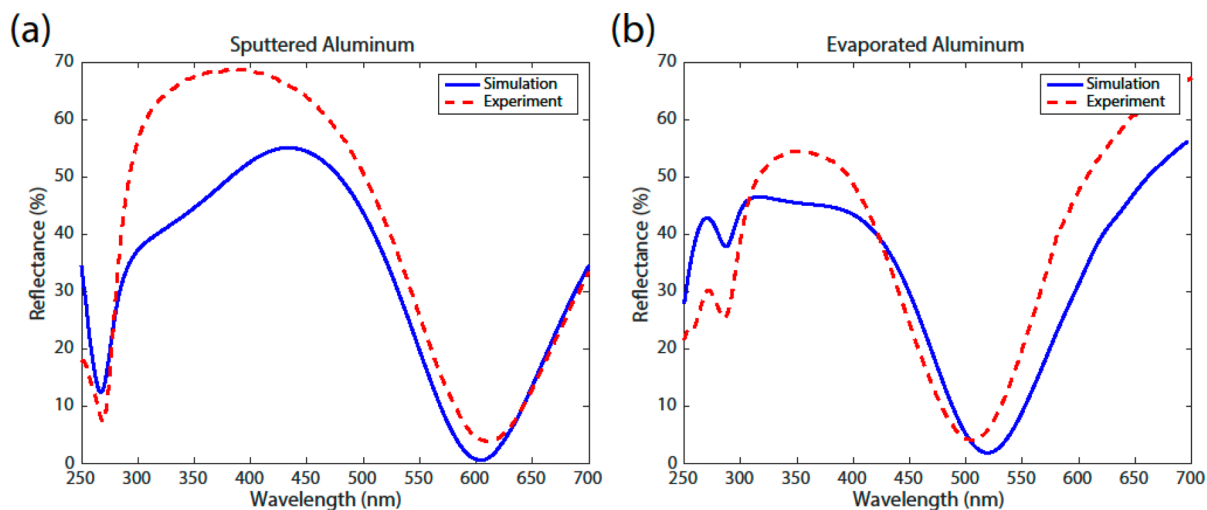 (a)
Sputtered Aluminum
70
60
50
40
30
20
10
0
Reflectance (%)
Simulation
Experiment
250 300 350 400 450 500 550 600 650 700
Wavelength (nm)
(b)
Evaporated Aluminum
70
60
50
40
30
20
10
0
Reflectance (%)
Simulation
Experiment
250 300 350 400 450 500 550 600 650 700
Wavelength (nm)